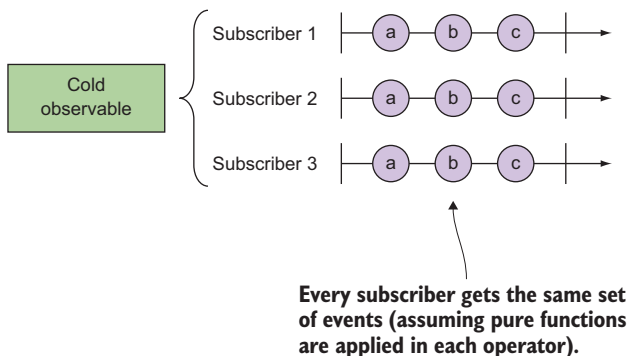 Cold
observable
Subscriber 1
a b c
Subscriber 2
a b c
Subscriber 3
a b c
Every subscriber gets the same set
of events (assuming pure functions
are applied in each operator).